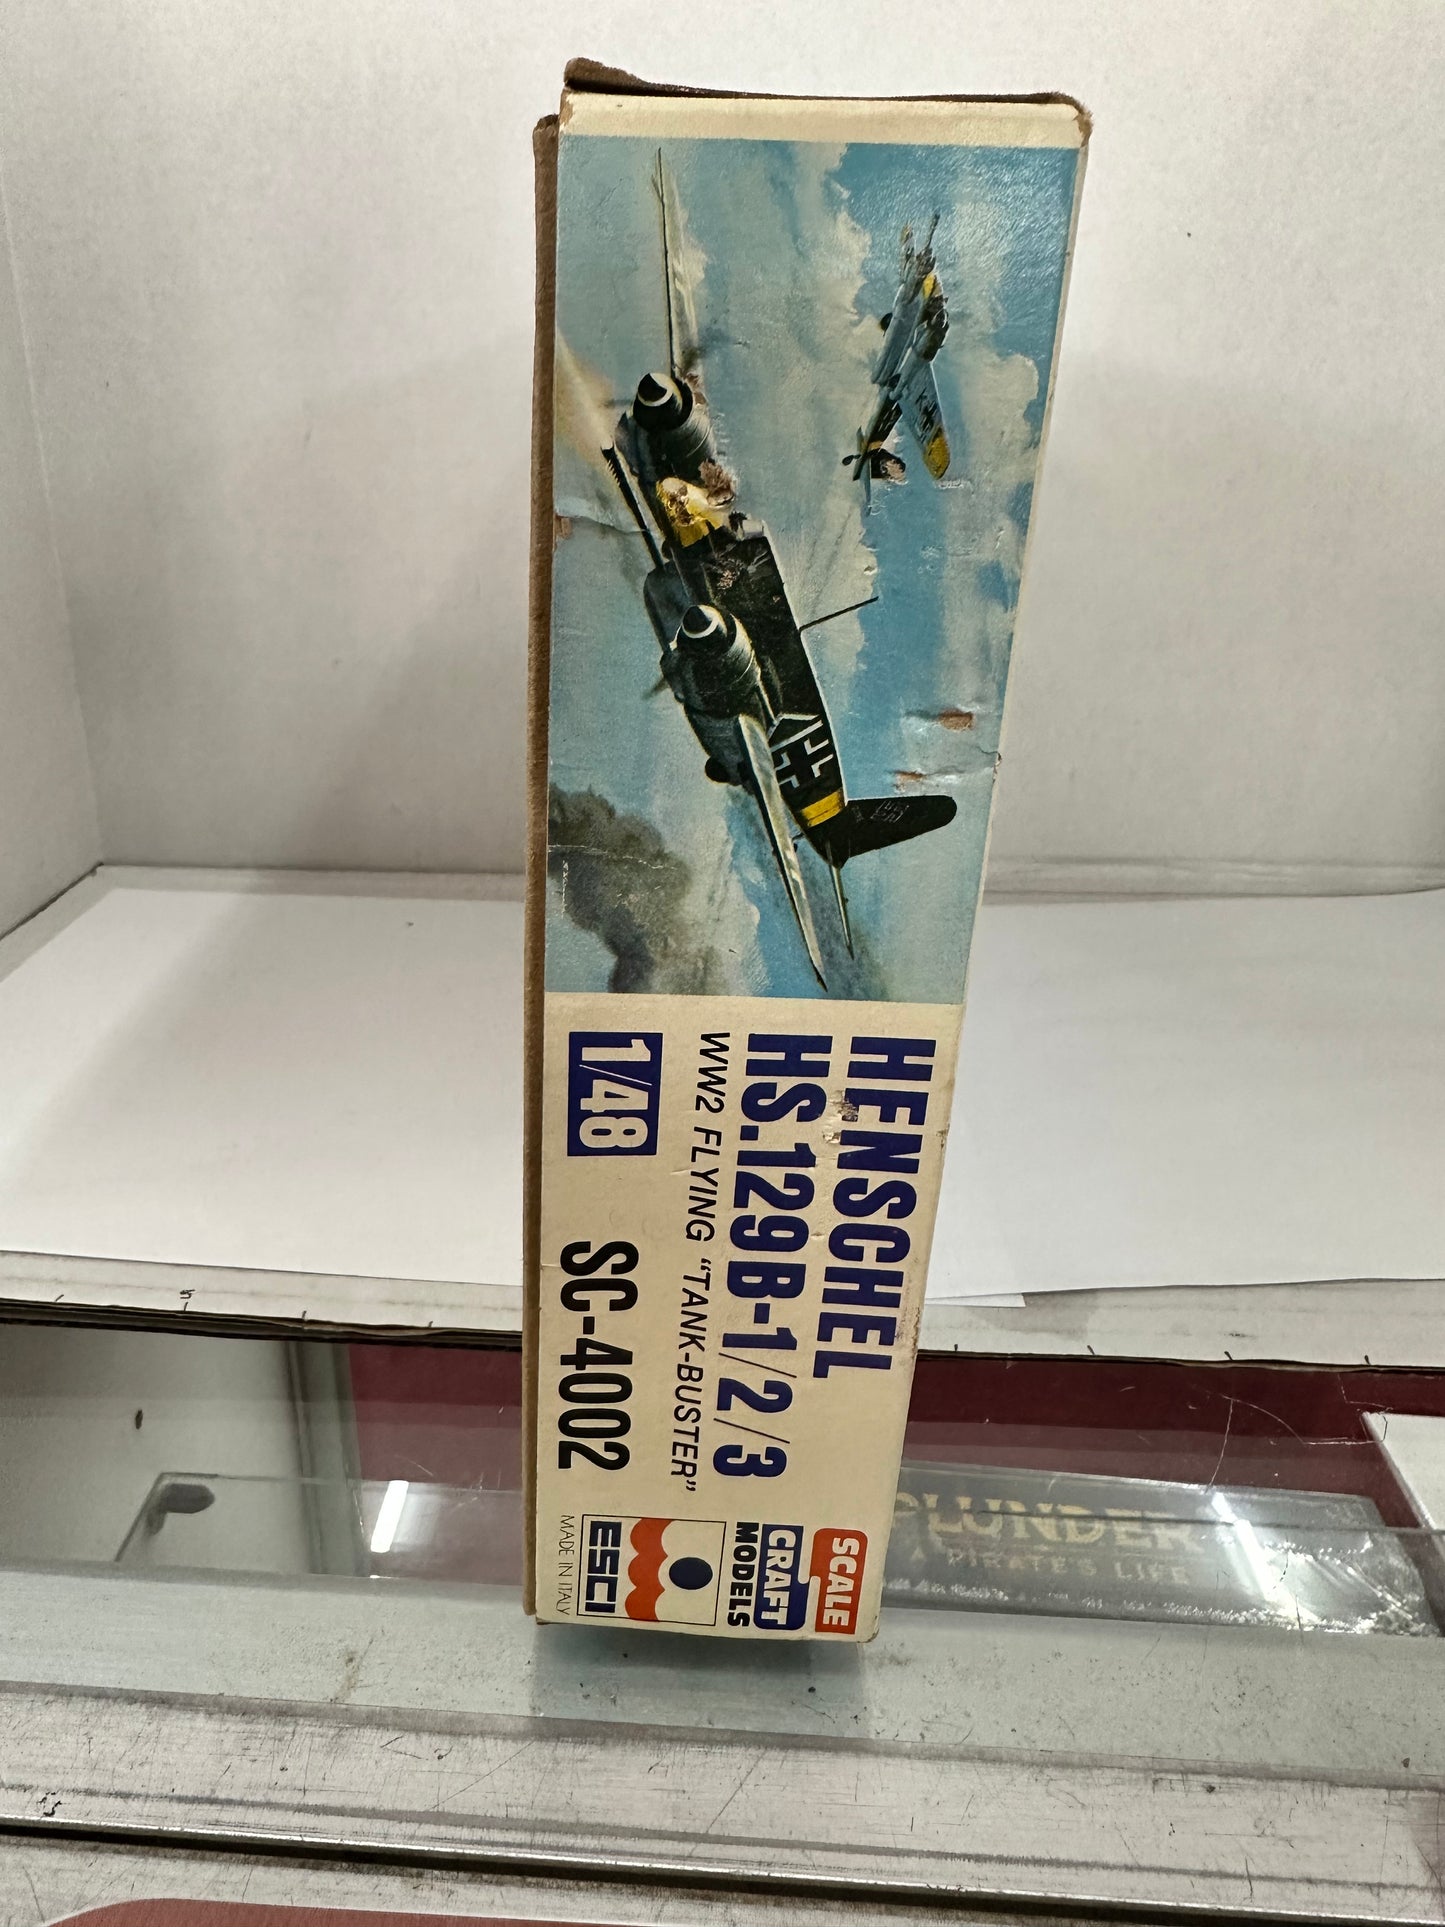 HENSCHEL
HS.129B-1/2/3
WW2 FLYING "TANK-BUSTER"
1/48
SC-4002
SCALE
CRAFT
MODELS
ESCI
MADE IN ITALY
PLUNDER
A PIRATE'S LIFE